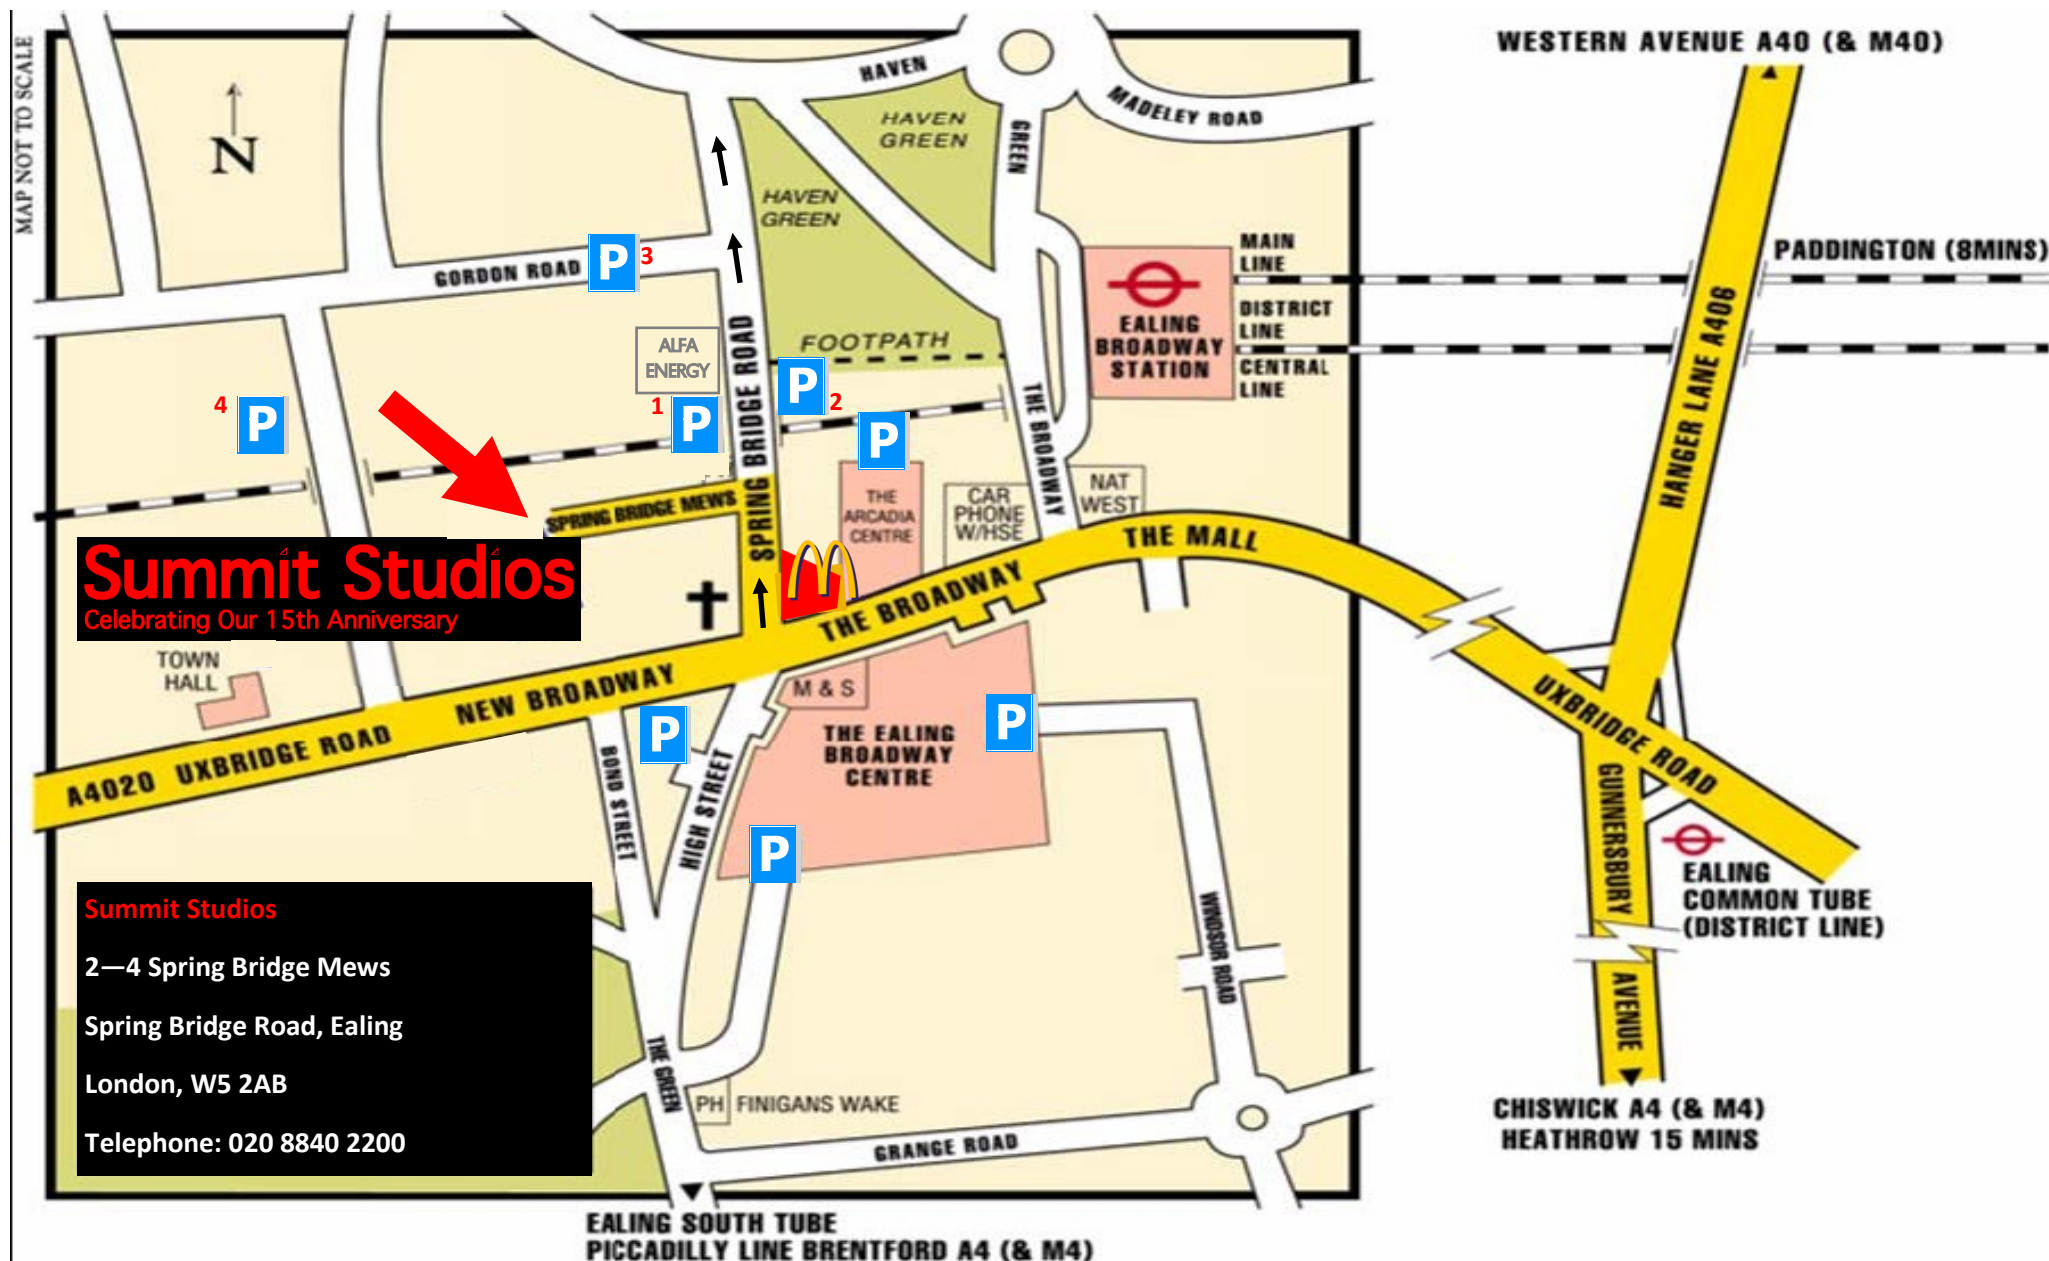 MAP NOT TO SCALE
N
WESTERN AVENUE A40 (& M40)
HAVEN
HAVEN
GREEN
MADELEY ROAD
GREEN
HAVEN
GREEN
GORDON ROAD
P
3
MAIN
LINE
PADDINGTON (8MINS)
DISTRICT
LINE
CENTRAL
LINE
EALING
BROADWAY
STATION
FOOTPATH
ALFA
ENERGY
HANGER LANE A406
SPRING BRIDGE ROAD
P
2
1
P
4
P
P
THE BROADWAY
SPRING BRIDGE MEWS
SPRING
THE
ARCADIA
CENTRE
CAR
PHONE
W/HSE
NAT
WEST
THE MALL
Summit Studios
Celebrating Our 15th Anniversary
THE BROADWAY
TOWN
HALL
M & S
NEW BROADWAY
A4020 UXBRIDGE ROAD
UXBRIDGE ROAD
P
P
THE EALING
BROADWAY
CENTRE
BOND STREET
HIGH STREET
P
GUNNERSBURY
EALING
COMMON TUBE
(DISTRICT LINE)
WINDSOR ROAD
AVENUE
Summit Studios
2—4 Spring Bridge Mews
Spring Bridge Road, Ealing
London, W5 2AB
Telephone: 020 8840 2200
THE GREEN
PH
FINIGANS WAKE
GRANGE ROAD
CHISWICK A4 (& M4)
HEATHROW 15 MINS
EALING SOUTH TUBE
PICCADILLY LINE BRENTFORD A4 (& M4)